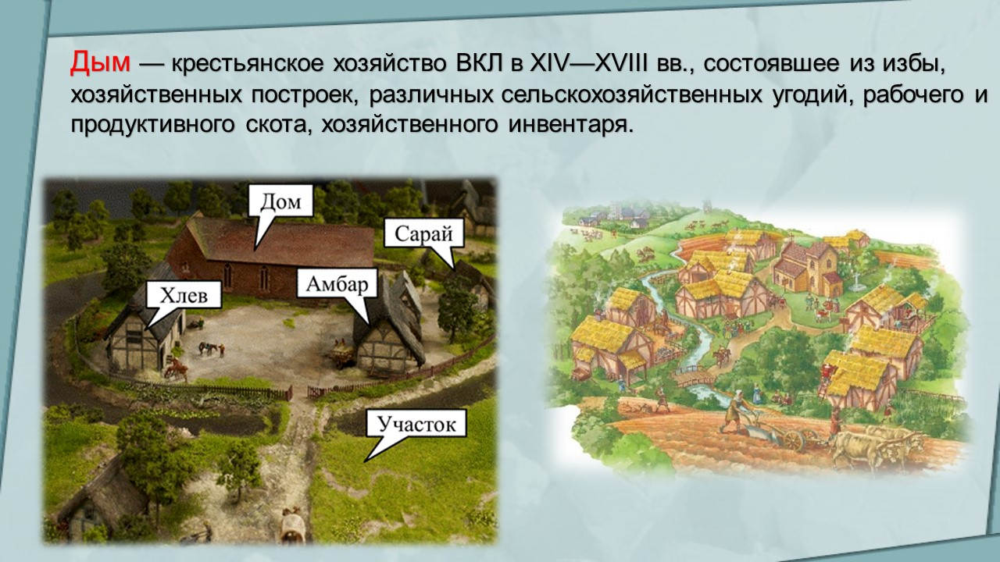 Дым — крестьянское хозяйство ВКЛ в XIV—XVIII вв., состоявшее из избы,
хозяйственных построек, различных сельскохозяйственных угодий, рабочего и
продуктивного скота, хозяйственного инвентаря.
Дом
Сарай
Амбар
Хлев
Участок